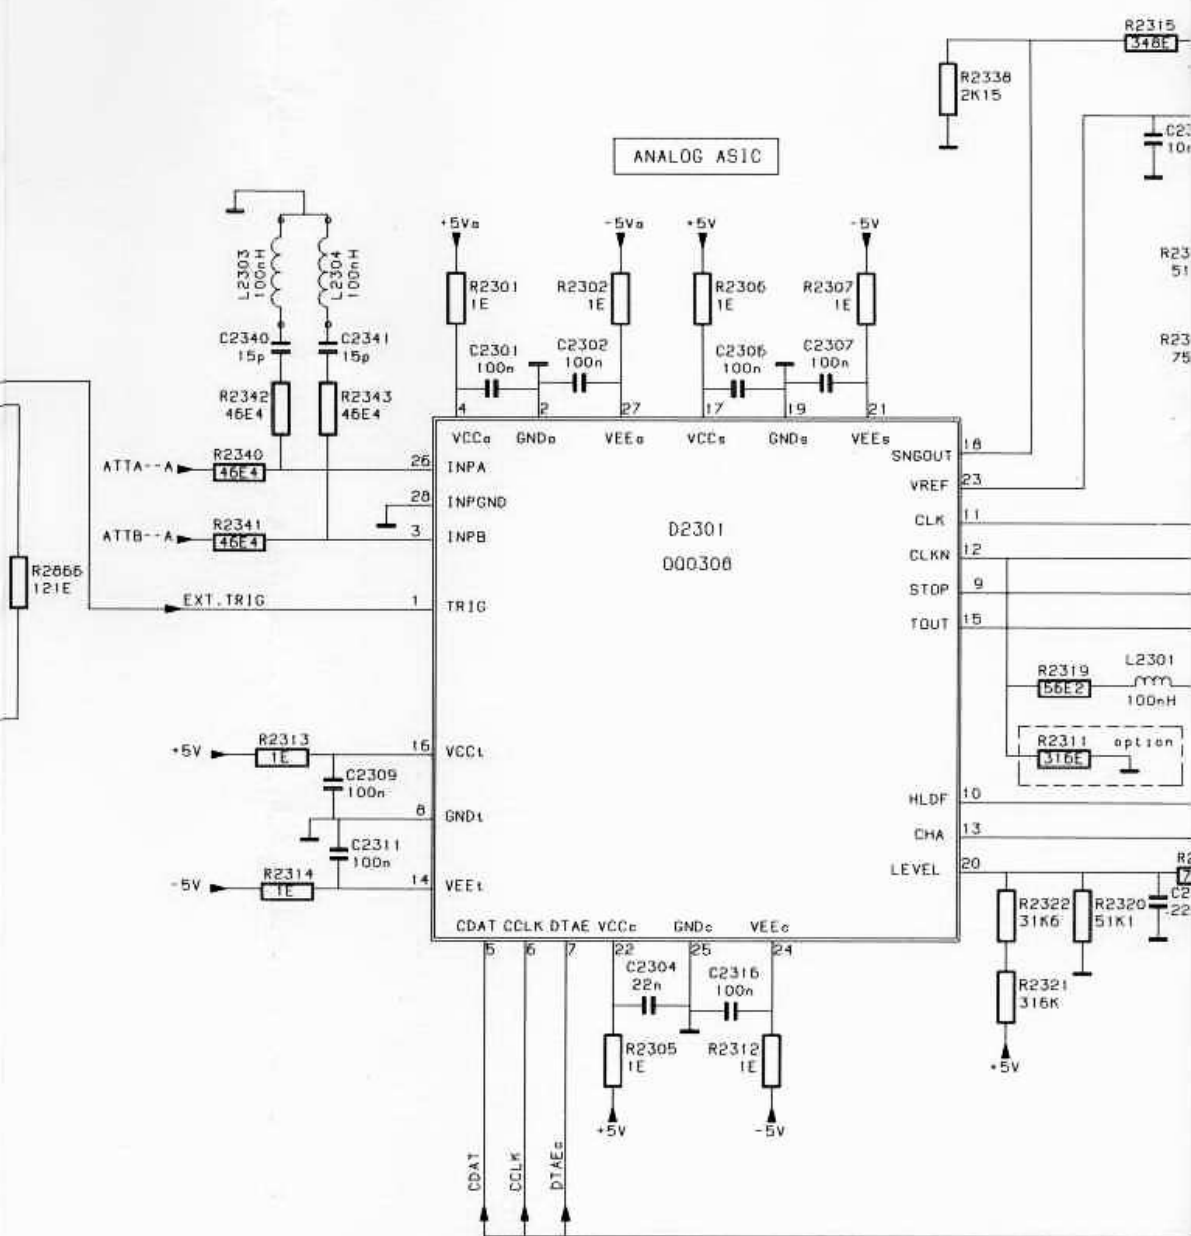 R2315
348E
R2338
2K15
10n
ANALOG ASIC
+5Va
-5Va
+5V
-5V
L2303
100nH
L2304
100nH
R2301
1E
R2302
1E
R2306
1E
R2307
1E
51
C2340
15p
C2341
15p
C2301
100n
C2302
100n
C2306
100n
C2307
100n
75
R2342
46E4
R2343
46E4
4
2
27
17
19
21
VCCa
GNDa
VEEa
VCCs
GNDs
VEEs
ATTA--A
R2340
46E4
26
INPA
SNGOUT
18
28
INPGND
VREF
23
ATTB--A
R2341
46E4
3
INPB
CLK
11
D2301
OQ0308
CLKN
12
R2866
121E
STOP
9
EXT.TRIG
1
TRIG
TOUT
15
R2319
56E2
L2301
100nH
R2311
316E
option
+5V
R2313
1E
16
VCCt
C2309
100n
HLDF
10
8
GNDt
CHA
13
C2311
100n
LEVEL
20
-5V
R2314
1E
14
VEEt
R2322
31K6
R2320
51K1
CDAT CCLK DTAE VCCc GNDc VEEc
5
6
7
22
25
24
C2304
22n
C2316
100n
R2321
316K
R2305
1E
R2312
1E
+5V
+5V
-5V
CDAT
CCLK
DTAEc